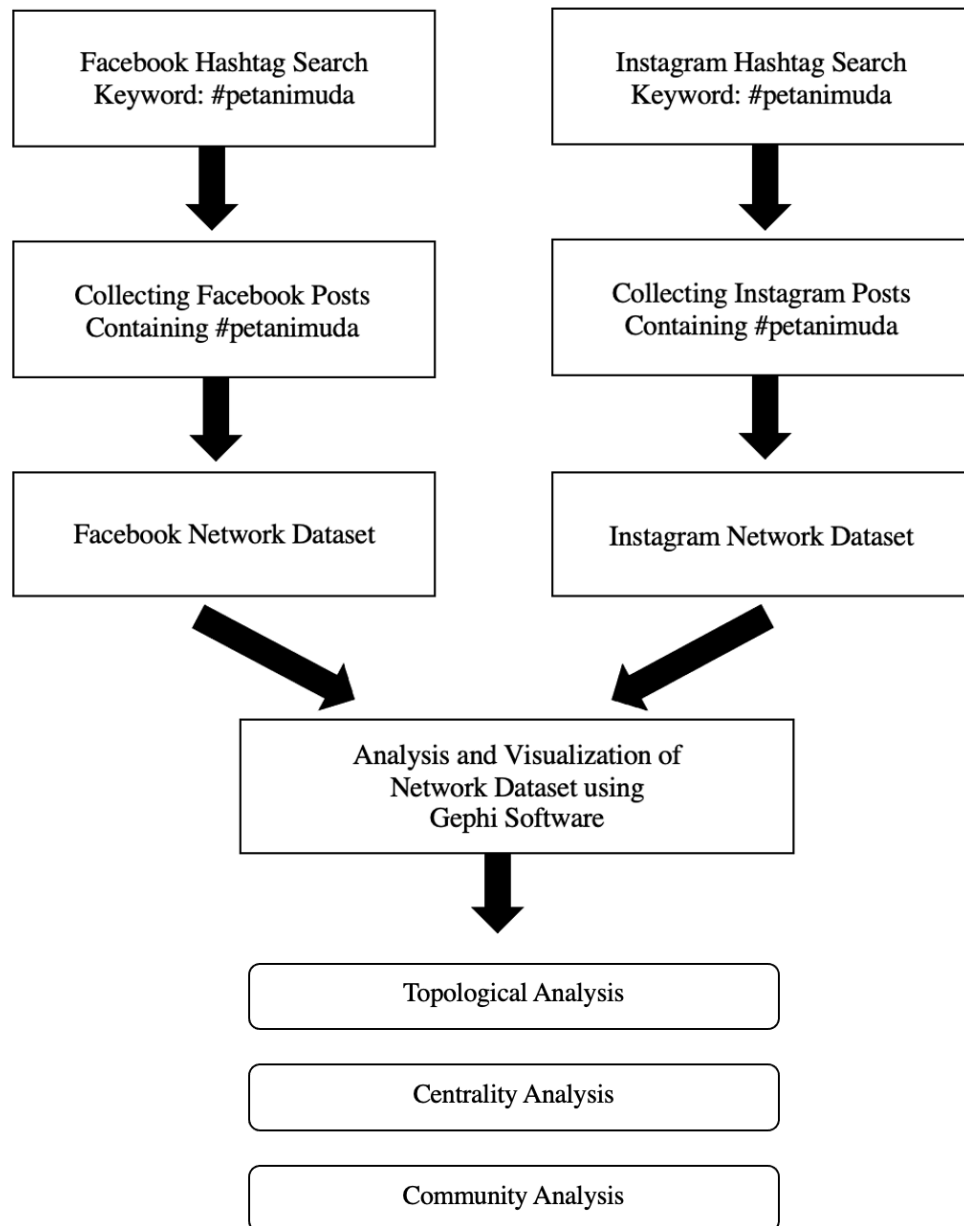 Facebook Hashtag Search
Keyword: #petanimuda
Instagram Hashtag Search
Keyword: #petanimuda
Collecting Facebook Posts
Containing #petanimuda
Collecting Instagram Posts
Containing #petanimuda
Facebook Network Dataset
Instagram Network Dataset
Analysis and Visualization of
Network Dataset using
Gephi Software
Topological Analysis
Centrality Analysis
Community Analysis